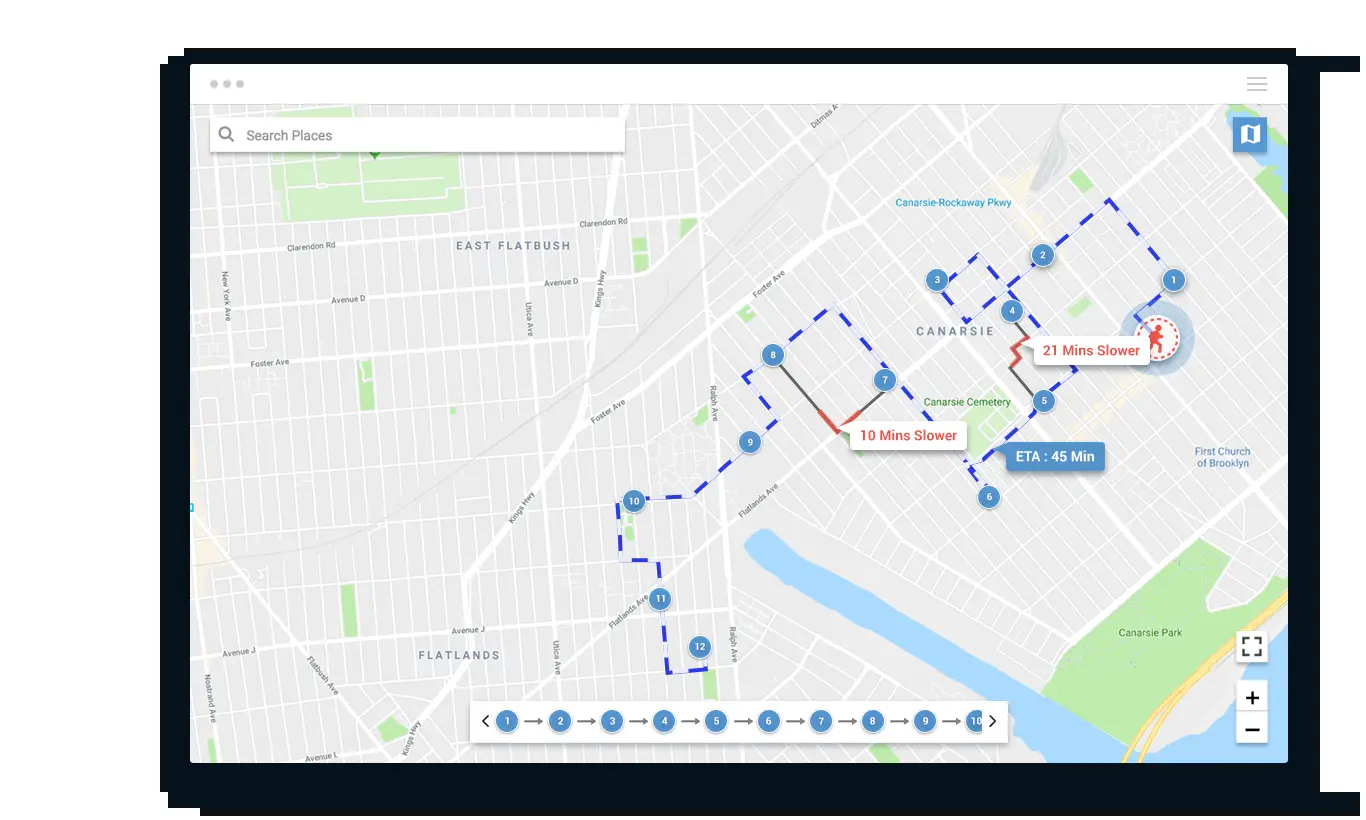 Search Places
Ditmas A
Canarsie-Rockaway Pkwy
Clarendon Rd
Clarendon Rd
EAST FLATBUSH
2
New York Ave
Avenue D
Avenue D
Kings Hwy
Foster Ave
3
1
Utica Ave
4
CANARSIE
21 Mins Slower
8
Foster Ave
7
Ralph Ave
Canarsie Cemetery
5
Foster Ave
10 Mins Slower
9
ETA : 45 Min
First Church
of Brooklyn
Kings Hwy
10
Flatlands Ave
6
11
Flatlands Ave
Avenue J
Canarsie Park
Avenue J
FLATLANDS
Utica Ave
12
Ralph Ave
Flatbush Ave
Nostrand Ave
+
−
1
2
3
4
5
6
7
8
9
10
Kings Hwy
Avenue L